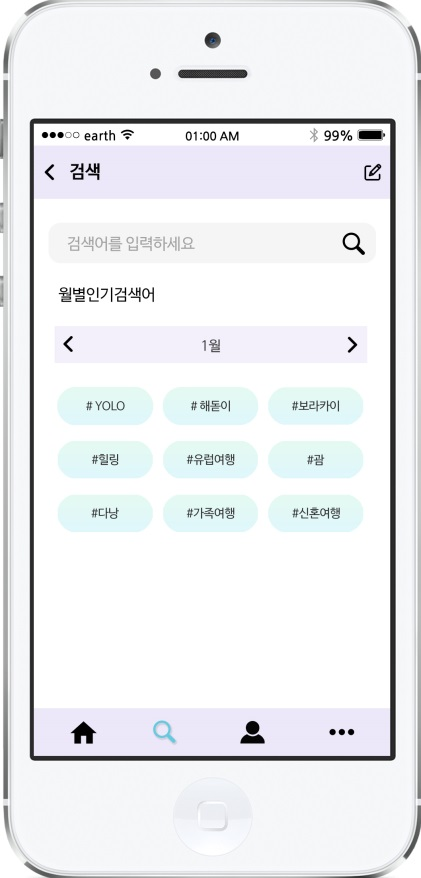 earth 01:00 AM 99%
검색
검색어를 입력하세요
월별인기검색어
1월
# YOLO # 해돋이 #보라카이
#힐링 #유럽여행 #괌
#다낭 #가족여행 #신혼여행